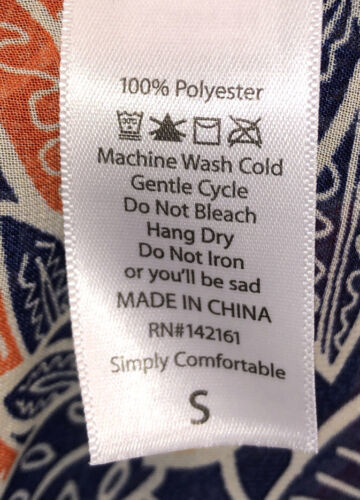 100% Polyester
Machine Wash Cold
Gentle Cycle
Do Not Bleach
Hang Dry
Do Not Iron
or you'll be sad
MADE IN CHINA
RN#142161
Simply Comfortable
S